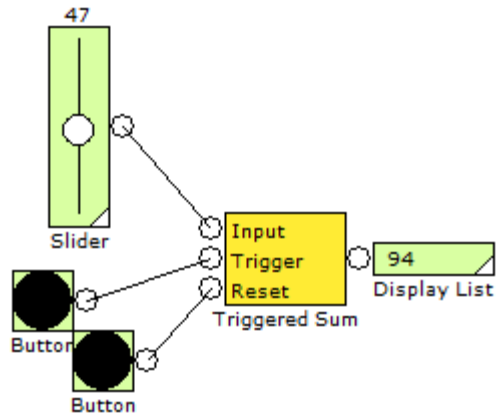 47
Slider
Input
Trigger
Reset
Triggered Sum
94
Display List
Button
Button